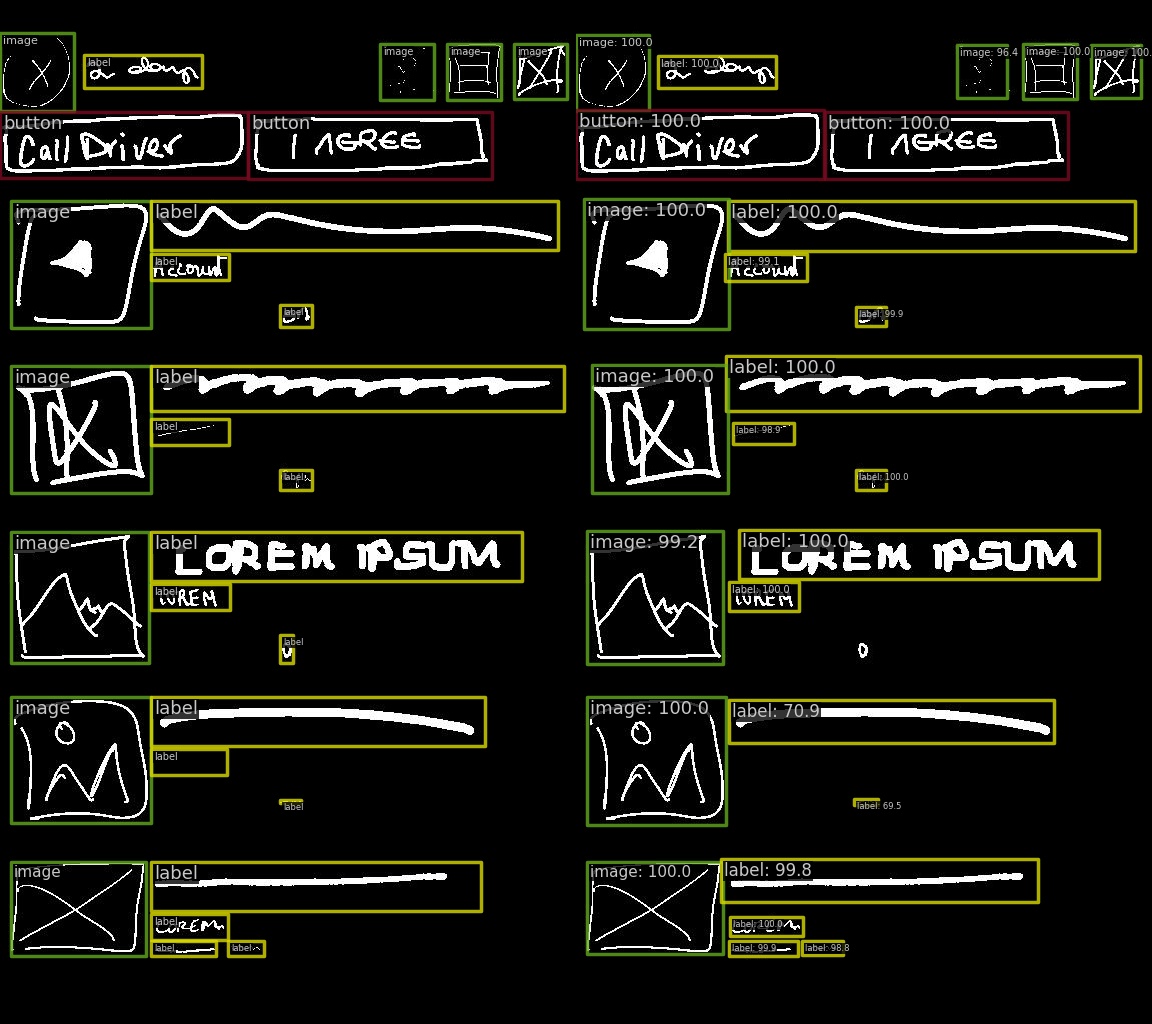 image image image image image: 100.0 image: 96.4 image: 100.0 image: 100.
label label: 100.0
button button button: 100.0 button: 100.0
Call Driver I AGREE Call Driver I AGREE
image label image: 100.0 label: 100.0
label label: 99.1
Account Account
label label: 99.9
image label image: 100.0 label: 100.0
label label: 98.9
label label: 100.0
image label image: 99.2 label: 100.0
LOREM IPSUM LOREM IPSUM
label label: 100.0
LOREM LOREM
label
image label image: 100.0 label: 70.9
label
label label: 69.5
image label image: 100.0 label: 99.8
label label: 100.0
LOREM
label label label: 99.9 label: 98.8